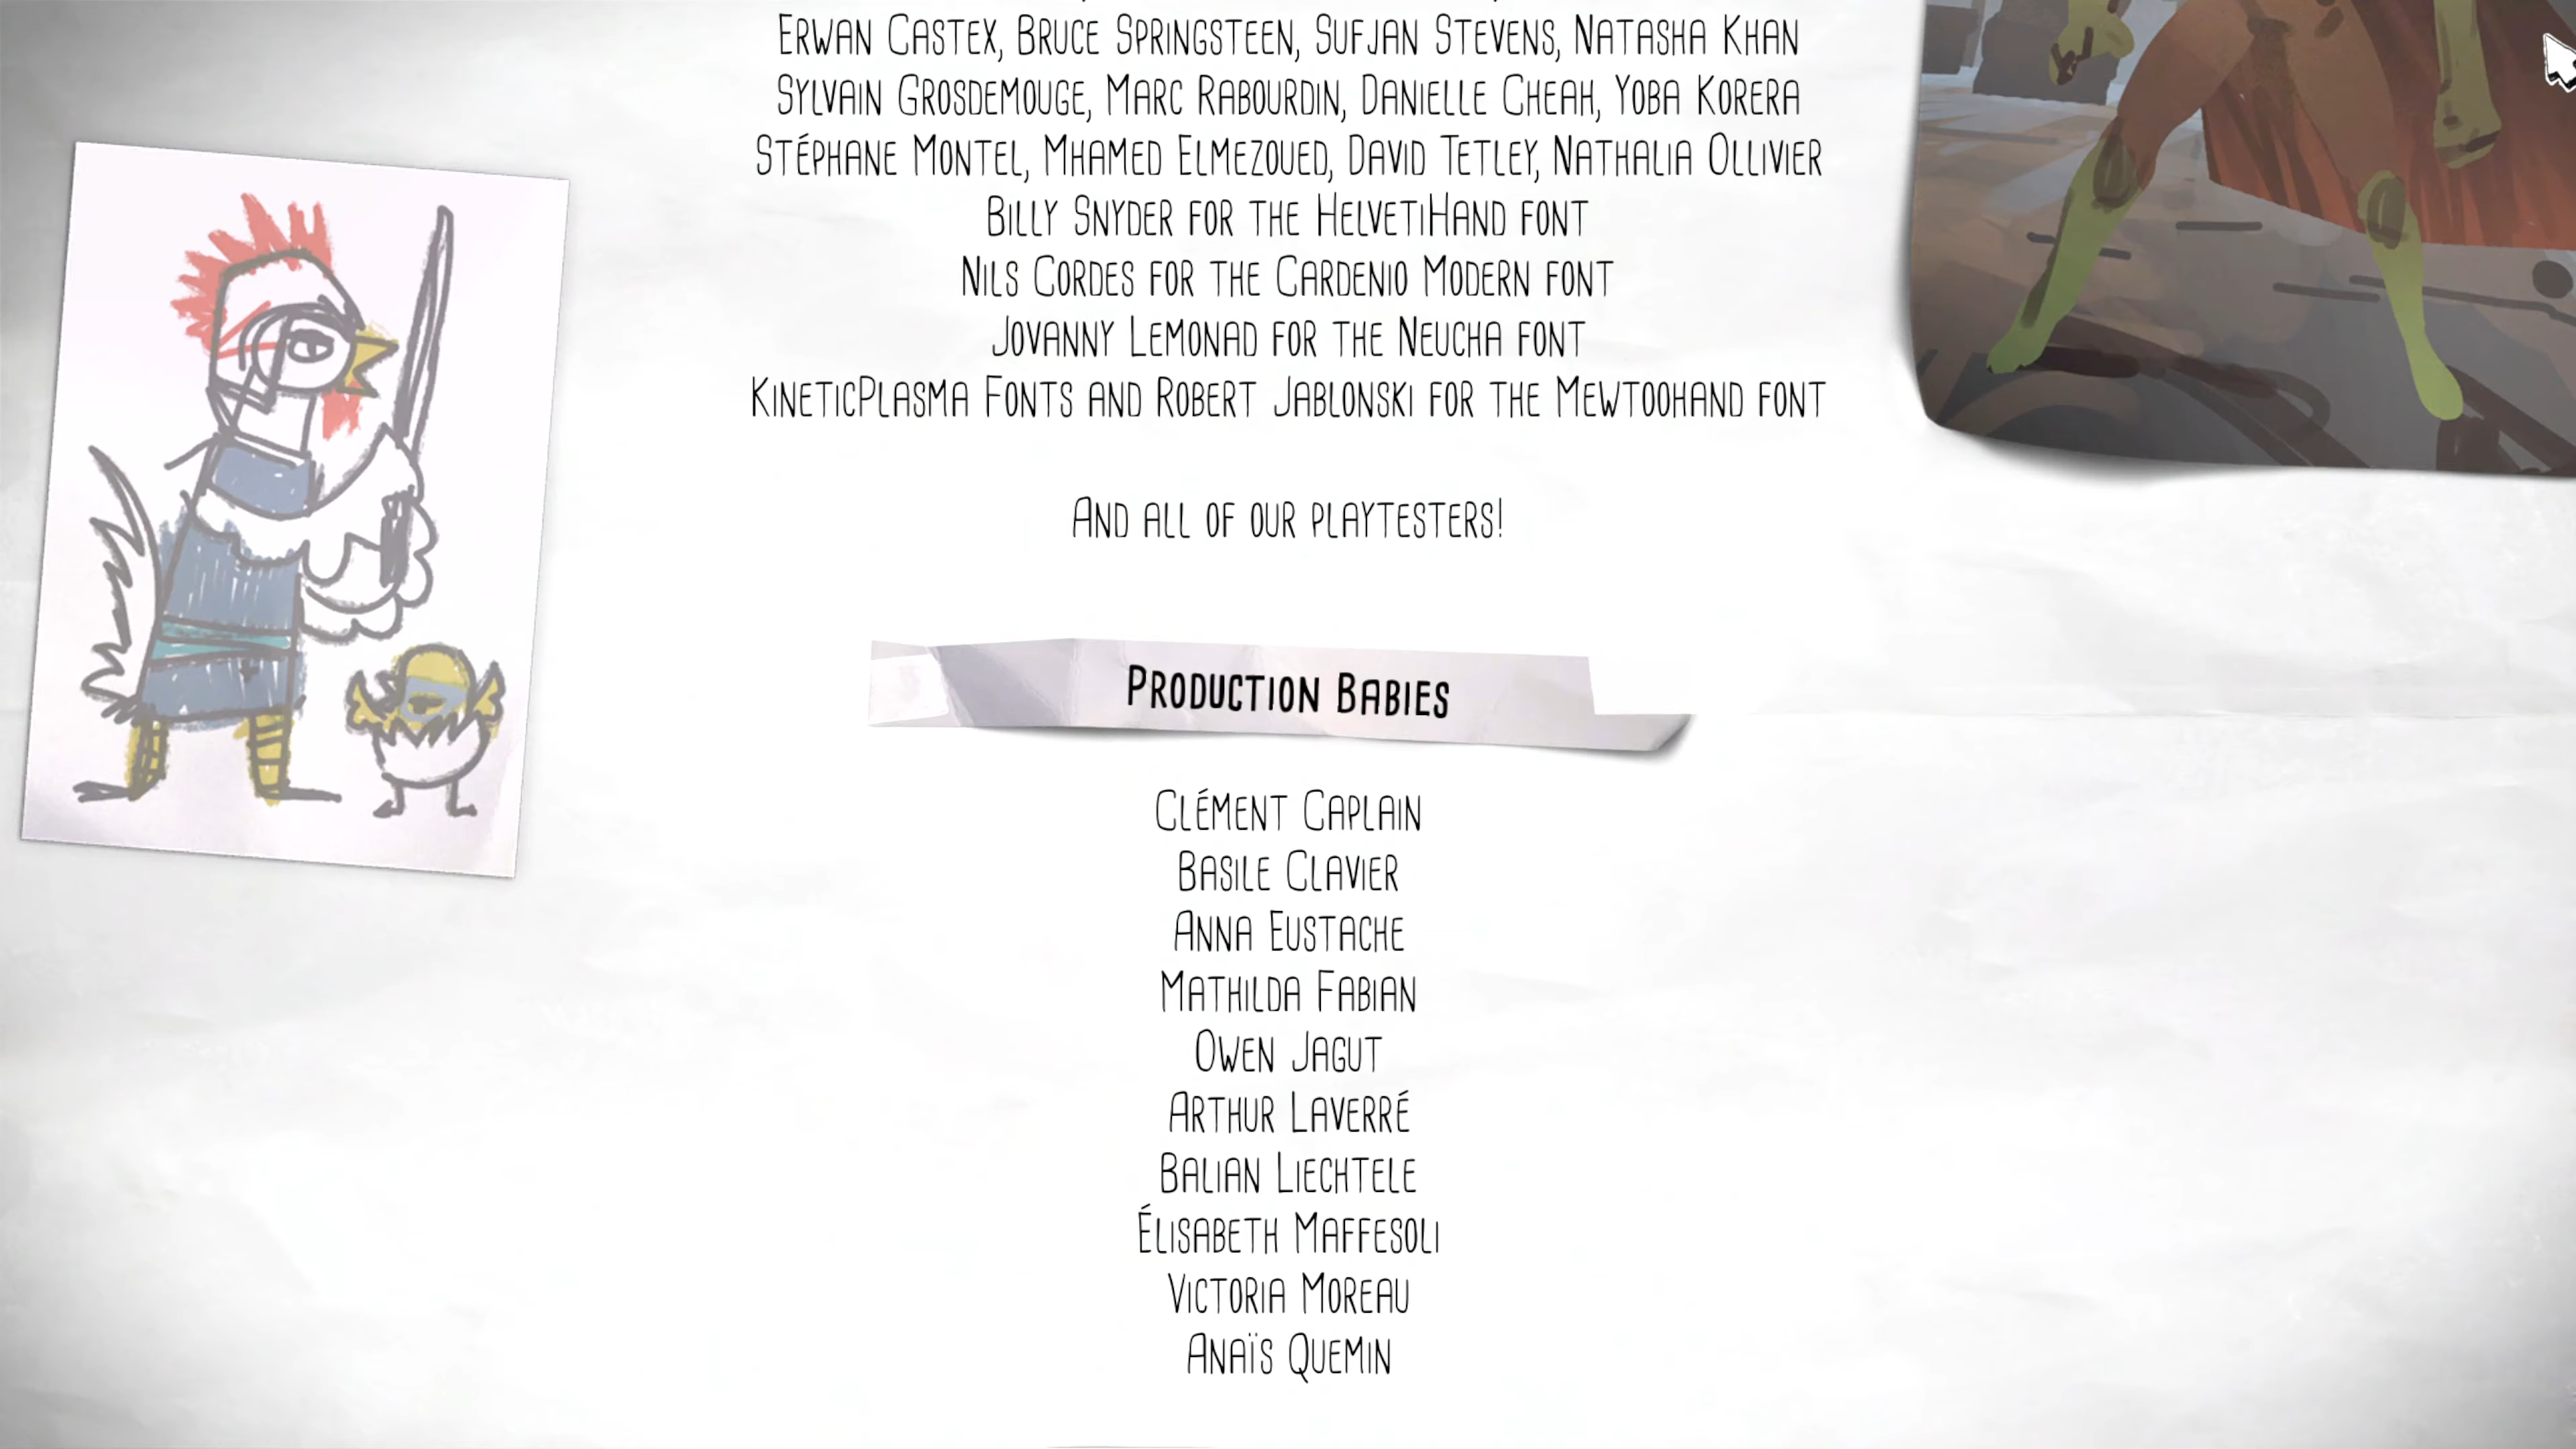 Erwan Castex, Bruce Springsteen, Sufjan Stevens, Natasha Khan
Sylvain Grosdemouge, Marc Rabourdin, Danielle Cheah, Yoba Korera
Stéphane Montel, Mhamed Elmezoued, David Tetley, Nathalia Ollivier
Billy Snyder for the HelvetiHand font
Nils Cordes for the Cardenio Modern font
Jovanny Lemonad for the Neucha font
KineticPlasma Fonts and Robert Jablonski for the Mewtoohand font
And all of our playtesters!
Production Babies
Clément Caplain
Basile Clavier
Anna Eustache
Mathilda Fabian
Owen Jagut
Arthur Laverré
Balian Liechtele
Élisabeth Maffesoli
Victoria Moreau
Anaïs Quemin